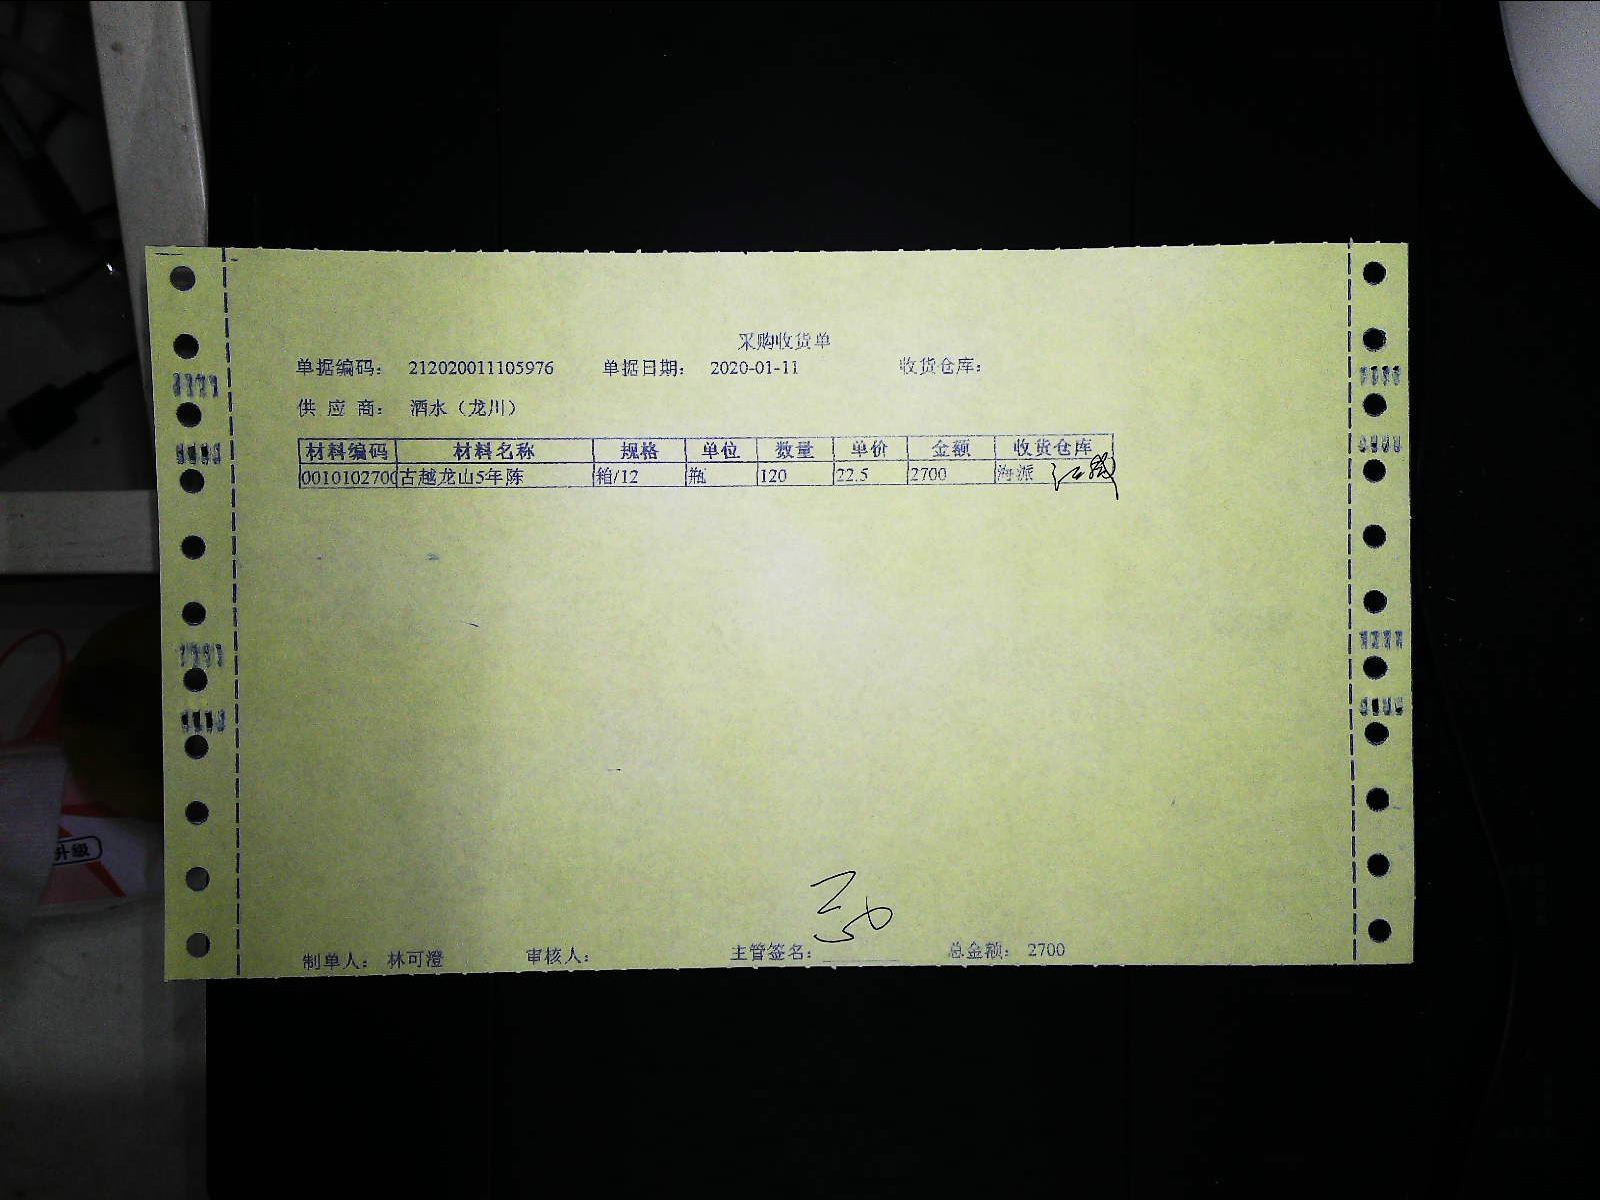 采购收货单
单据编码： 212020011105976 单据日期： 2020-01-11 收货仓库：
供 应 商： 酒水（龙川）
材料编码 材料名称 规格 单位 数量 单价 金额 收货仓库
0010102700 古越龙山5年陈 箱/12 瓶 120 22.5 2700 海派
制单人： 林可澄 审核人： 主管签名： 总金额： 2700
升級